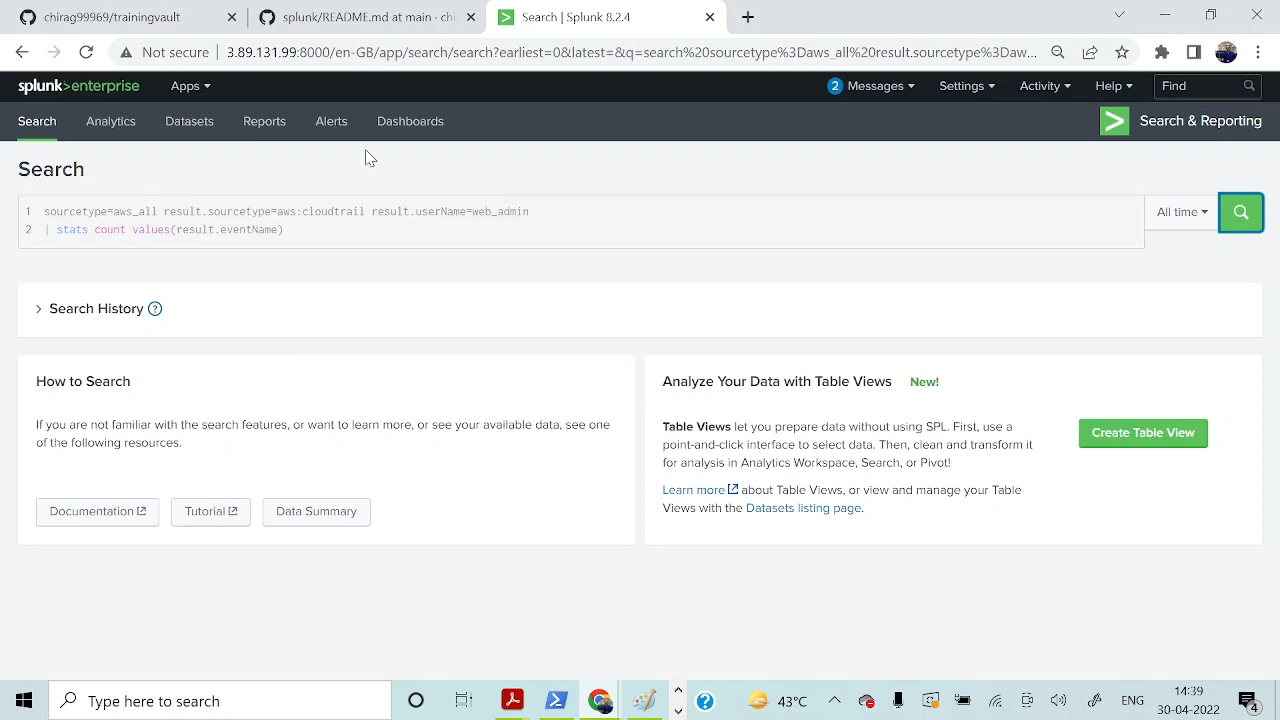 chirag99969/trainingvault
splunk/README.md at main · chi
Search | Splunk 8.2.4
Not secure
3.89.131.99:8000/en-GB/app/search/search?earliest=0&latest=&q=search%20sourcetype%3Daws_all%20result.sourcetype%3Daw...
splunk>enterprise
Apps
2 Messages
Settings
Activity
Help
Find
Search
Analytics
Datasets
Reports
Alerts
Dashboards
Search & Reporting
Search
1 sourcetype=aws_all result.sourcetype=aws:cloudtrail result.userName=web_admin
2 | stats count values(result.eventName)
All time
Search History ?
How to Search
If you are not familiar with the search features, or want to learn more, or see your available data, see one
of the following resources.
Documentation
Tutorial
Data Summary
Analyze Your Data with Table Views New!
Table Views let you prepare data without using SPL. First, use a
point-and-click interface to select data. Then, clean and transform it
for analysis in Analytics Workspace, Search, or Pivot!
Create Table View
Learn more about Table Views, or view and manage your Table
Views with the Datasets listing page.
Type here to search
43°C
ENG
14:39
30-04-2022
4